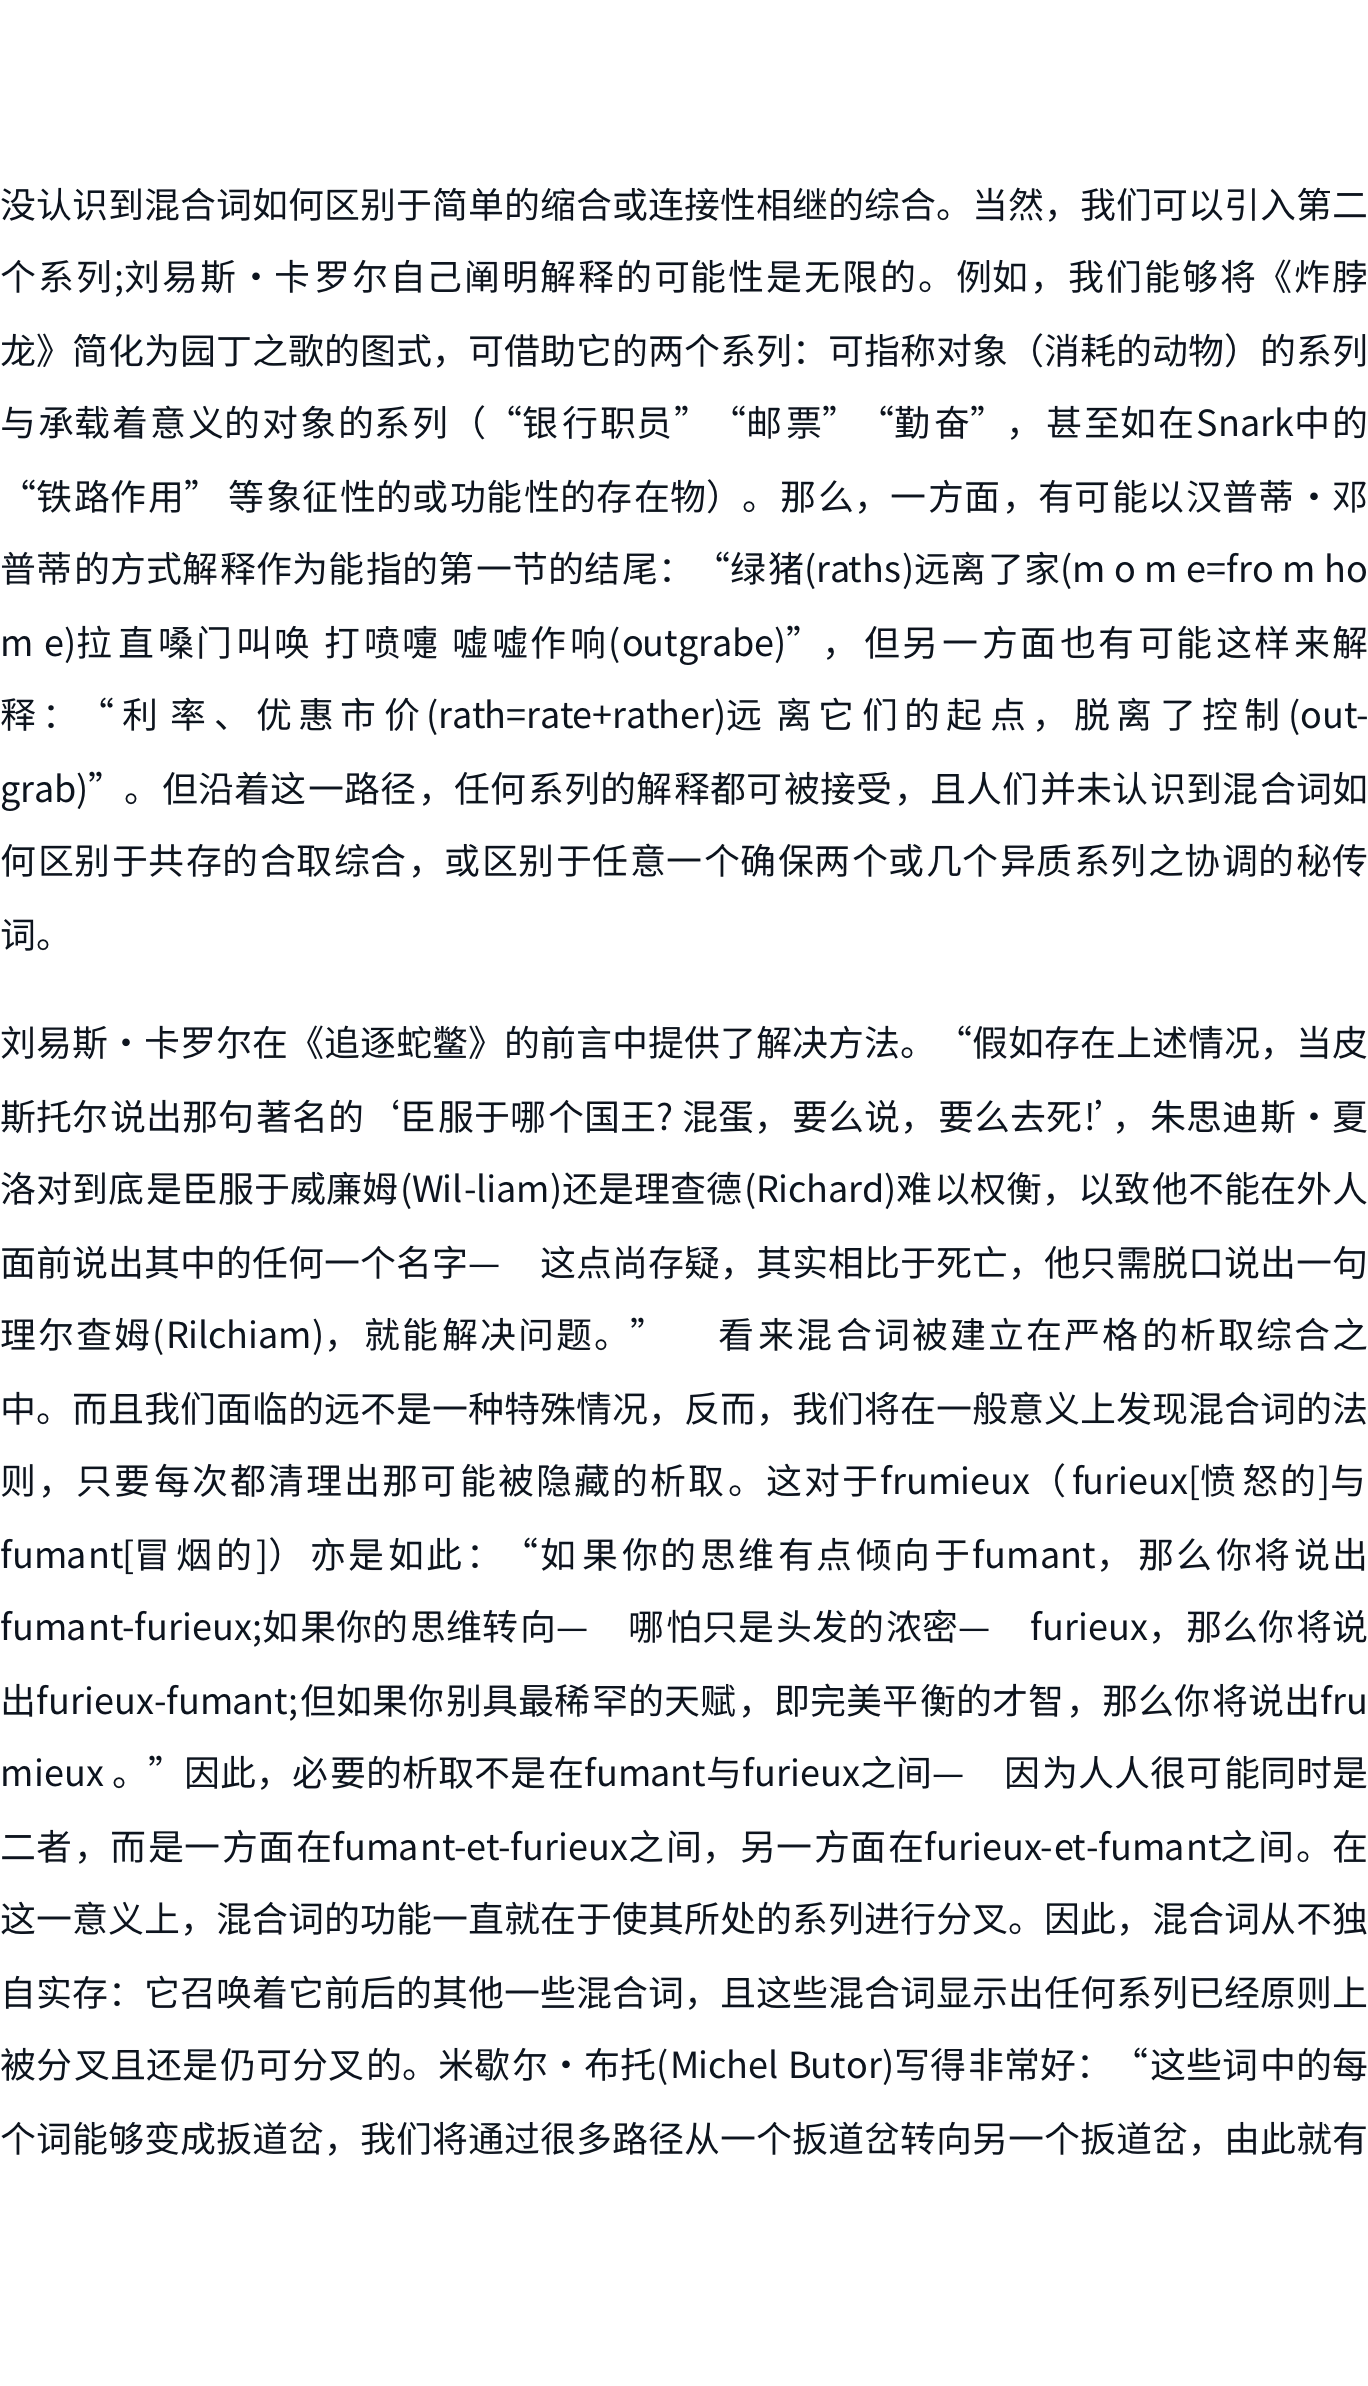 没认识到混合词如何区别于简单的缩合或连接性相继的综合。当然，我们可以引入第二
个系列;刘易斯・卡罗尔自己阐明解释的可能性是无限的。例如，我们能够将《炸脖
龙》简化为园丁之歌的图式，可借助它的两个系列：可指称对象（消耗的动物）的系列
与承载着意义的对象的系列（“银行职员”“邮票”“勤奋”，甚至如在Snark中的
“铁路作用” 等象征性的或功能性的存在物）。那么，一方面，有可能以汉普蒂・邓
普蒂的方式解释作为能指的第一节的结尾：“绿猪(raths)远离了家(m o m e=fro m ho
m e)拉直嗓门叫唤 打喷嚏 嘘嘘作响(outgrabe)”，但另一方面也有可能这样来解
释：“利 率、优惠市价(rath=rate+rather)远 离它们的起点，脱离了控制(out-
grab)”。但沿着这一路径，任何系列的解释都可被接受，且人们并未认识到混合词如
何区别于共存的合取综合，或区别于任意一个确保两个或几个异质系列之协调的秘传
词。
刘易斯・卡罗尔在《追逐蛇鳖》的前言中提供了解决方法。“假如存在上述情况，当皮
斯托尔说出那句著名的‘臣服于哪个国王? 混蛋，要么说，要么去死!’，朱思迪斯・夏
洛对到底是臣服于威廉姆(Wil-liam)还是理查德(Richard)难以权衡，以致他不能在外人
面前说出其中的任何一个名字—　这点尚存疑，其实相比于死亡，他只需脱口说出一句
理尔查姆(Rilchiam)，就能解决问题。”　 看来混合词被建立在严格的析取综合之
中。而且我们面临的远不是一种特殊情况，反而，我们将在一般意义上发现混合词的法
则，只要每次都清理出那可能被隐藏的析取。这对于frumieux（furieux[愤怒的]与
fumant[冒烟的]）亦是如此：“如果你的思维有点倾向于fumant，那么你将说出
fumant-furieux;如果你的思维转向—　哪怕只是头发的浓密—　furieux，那么你将说
出furieux-fumant;但如果你别具最稀罕的天赋，即完美平衡的才智，那么你将说出fru
mieux 。”因此，必要的析取不是在fumant与furieux之间—　因为人人很可能同时是
二者，而是一方面在fumant-et-furieux之间，另一方面在furieux-et-fumant之间。在
这一意义上，混合词的功能一直就在于使其所处的系列进行分叉。因此，混合词从不独
自实存：它召唤着它前后的其他一些混合词，且这些混合词显示出任何系列已经原则上
被分叉且还是仍可分叉的。米歇尔・布托(Michel Butor)写得非常好：“这些词中的每
个词能够变成扳道岔，我们将通过很多路径从一个扳道岔转向另一个扳道岔，由此就有